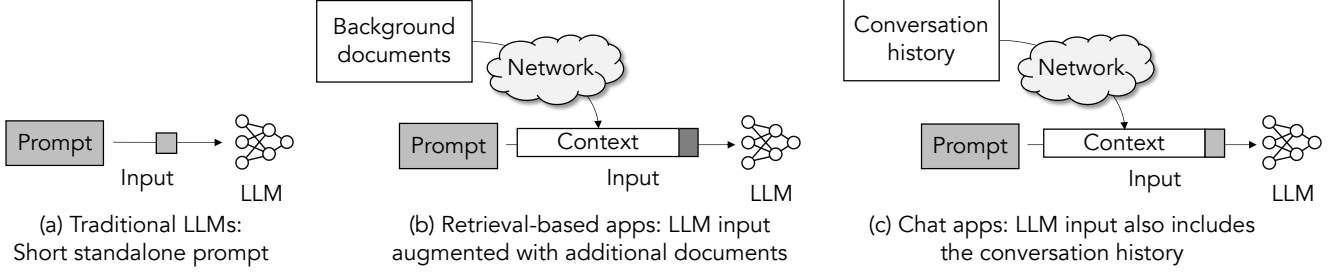 Prompt
Input
LLM
(a) Traditional LLMs:
Short standalone prompt
Background
documents
Network
Prompt
Context
Input
LLM
(b) Retrieval-based apps: LLM input
augmented with additional documents
Conversation
history
Network
Prompt
Context
Input
LLM
(c) Chat apps: LLM input also includes
the conversation history